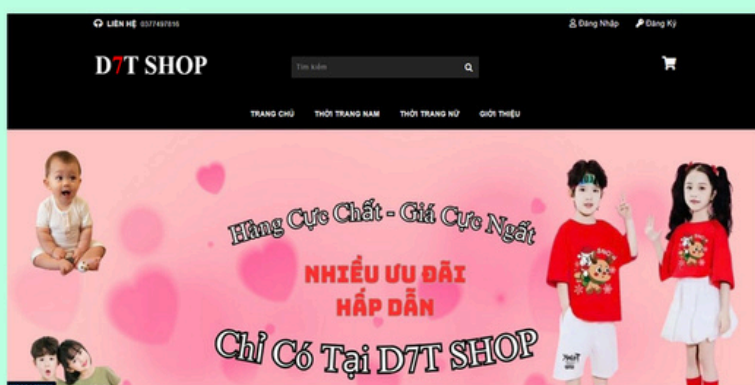 LIÊN HỆ 0377497816
Đăng Nhập Đăng Ký
D7T SHOP
Tìm kiếm
TRANG CHỦ THỜI TRANG NAM THỜI TRANG NỮ GIỚI THIỆU
Hàng Cực Chất - Giá Cực Ngất
NHIỀU ƯU ĐÃI
HẤP DẪN
Chỉ Có Tại D7T SHOP